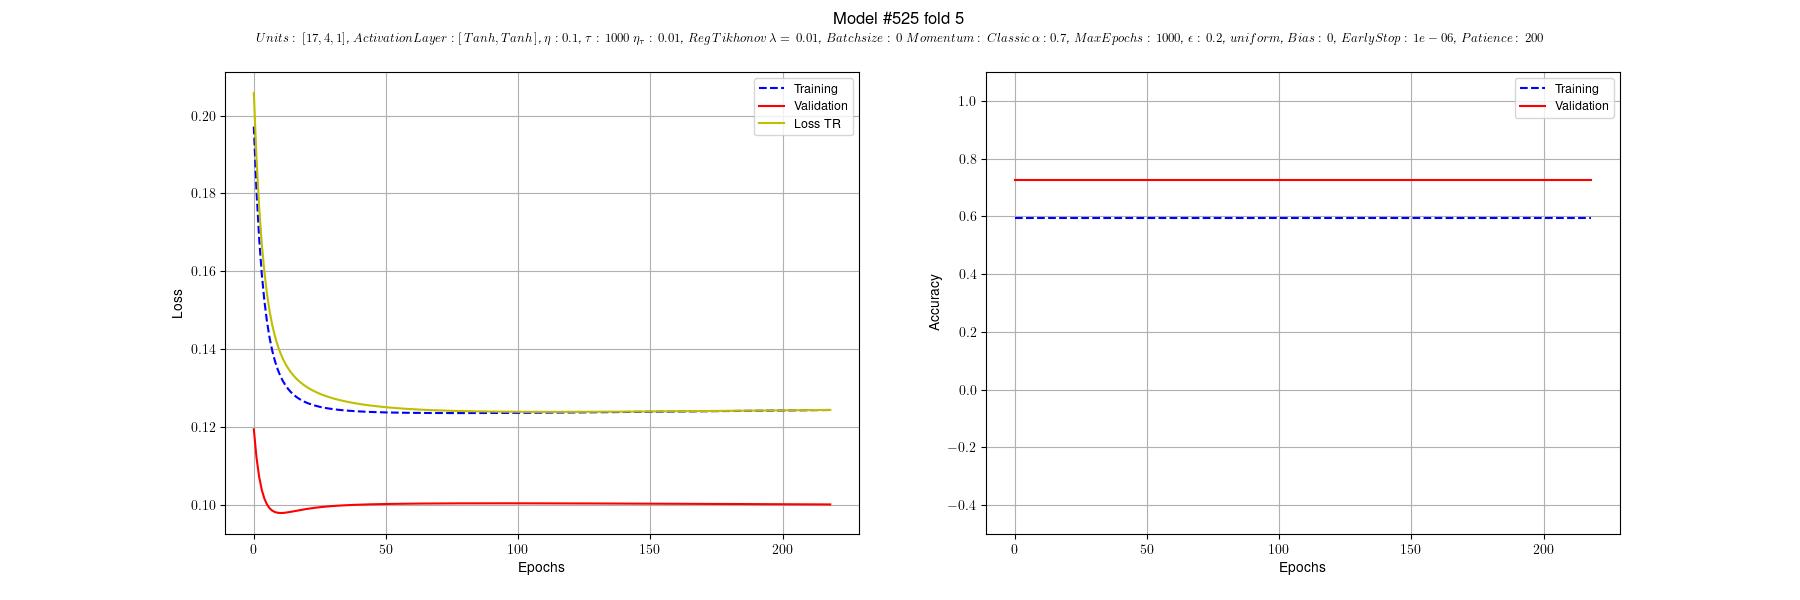 Model #525 fold 5
Units : [17, 4, 1], ActivationLayer : [Tanh, Tanh], η : 0.1, τ : 1000 ητ : 0.01, RegTikhonov λ = 0.01, Batchsize : 0 Momentum : Classic α : 0.7, MaxEpochs : 1000, ϵ : 0.2, uniform, Bias : 0, EarlyStop : 1e − 06, Patience : 200
Training
Validation
Loss TR
0.20
0.18
0.16
0.14
0.12
0.10
Loss
0 50 100 150 200
Epochs
Training
Validation
1.0
0.8
0.6
0.4
0.2
0.0
−0.2
−0.4
Accuracy
0 50 100 150 200
Epochs